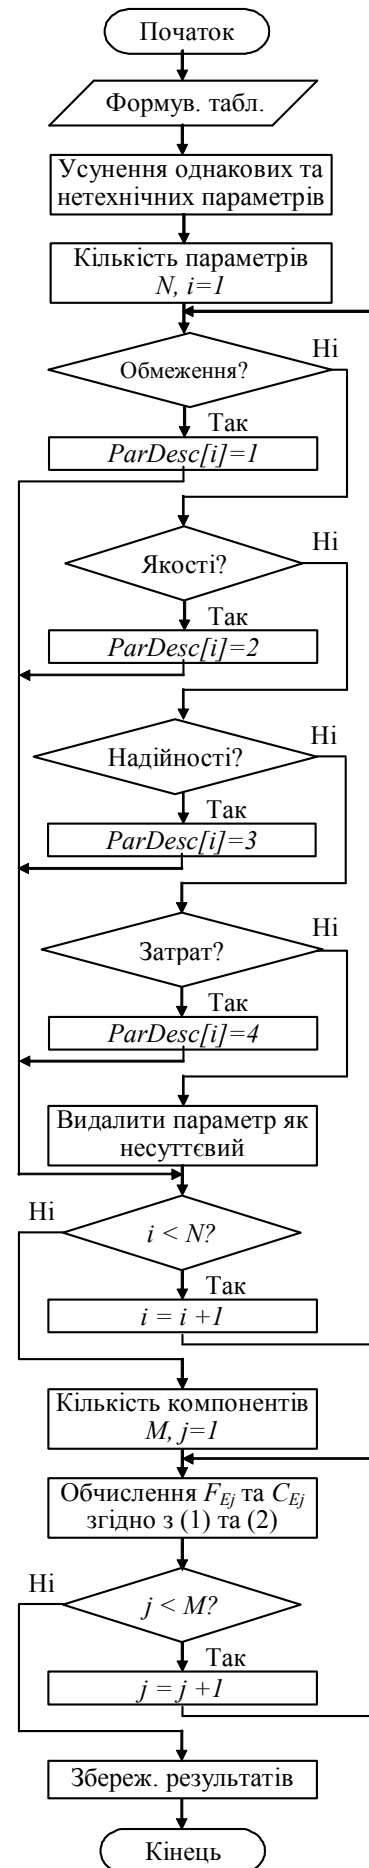 Початок
Формув. табл.
Усунення однакових та
нетехнічних параметрів
Кількість параметрів
N, i=1
Обмеження?
Ні
Так
ParDesc[i]=1
Якості?
Ні
Так
ParDesc[i]=2
Надійності?
Ні
Так
ParDesc[i]=3
Затрат?
Ні
Так
ParDesc[i]=4
Видалити параметр як
несуттєвий
Ні
i < N?
Так
i = i +1
Кількість компонентів
M, j=1
Обчислення F_Ej та C_Ej
згідно з (1) та (2)
Ні
j < M?
Так
j = j +1
Збереж. результатів
Кінець